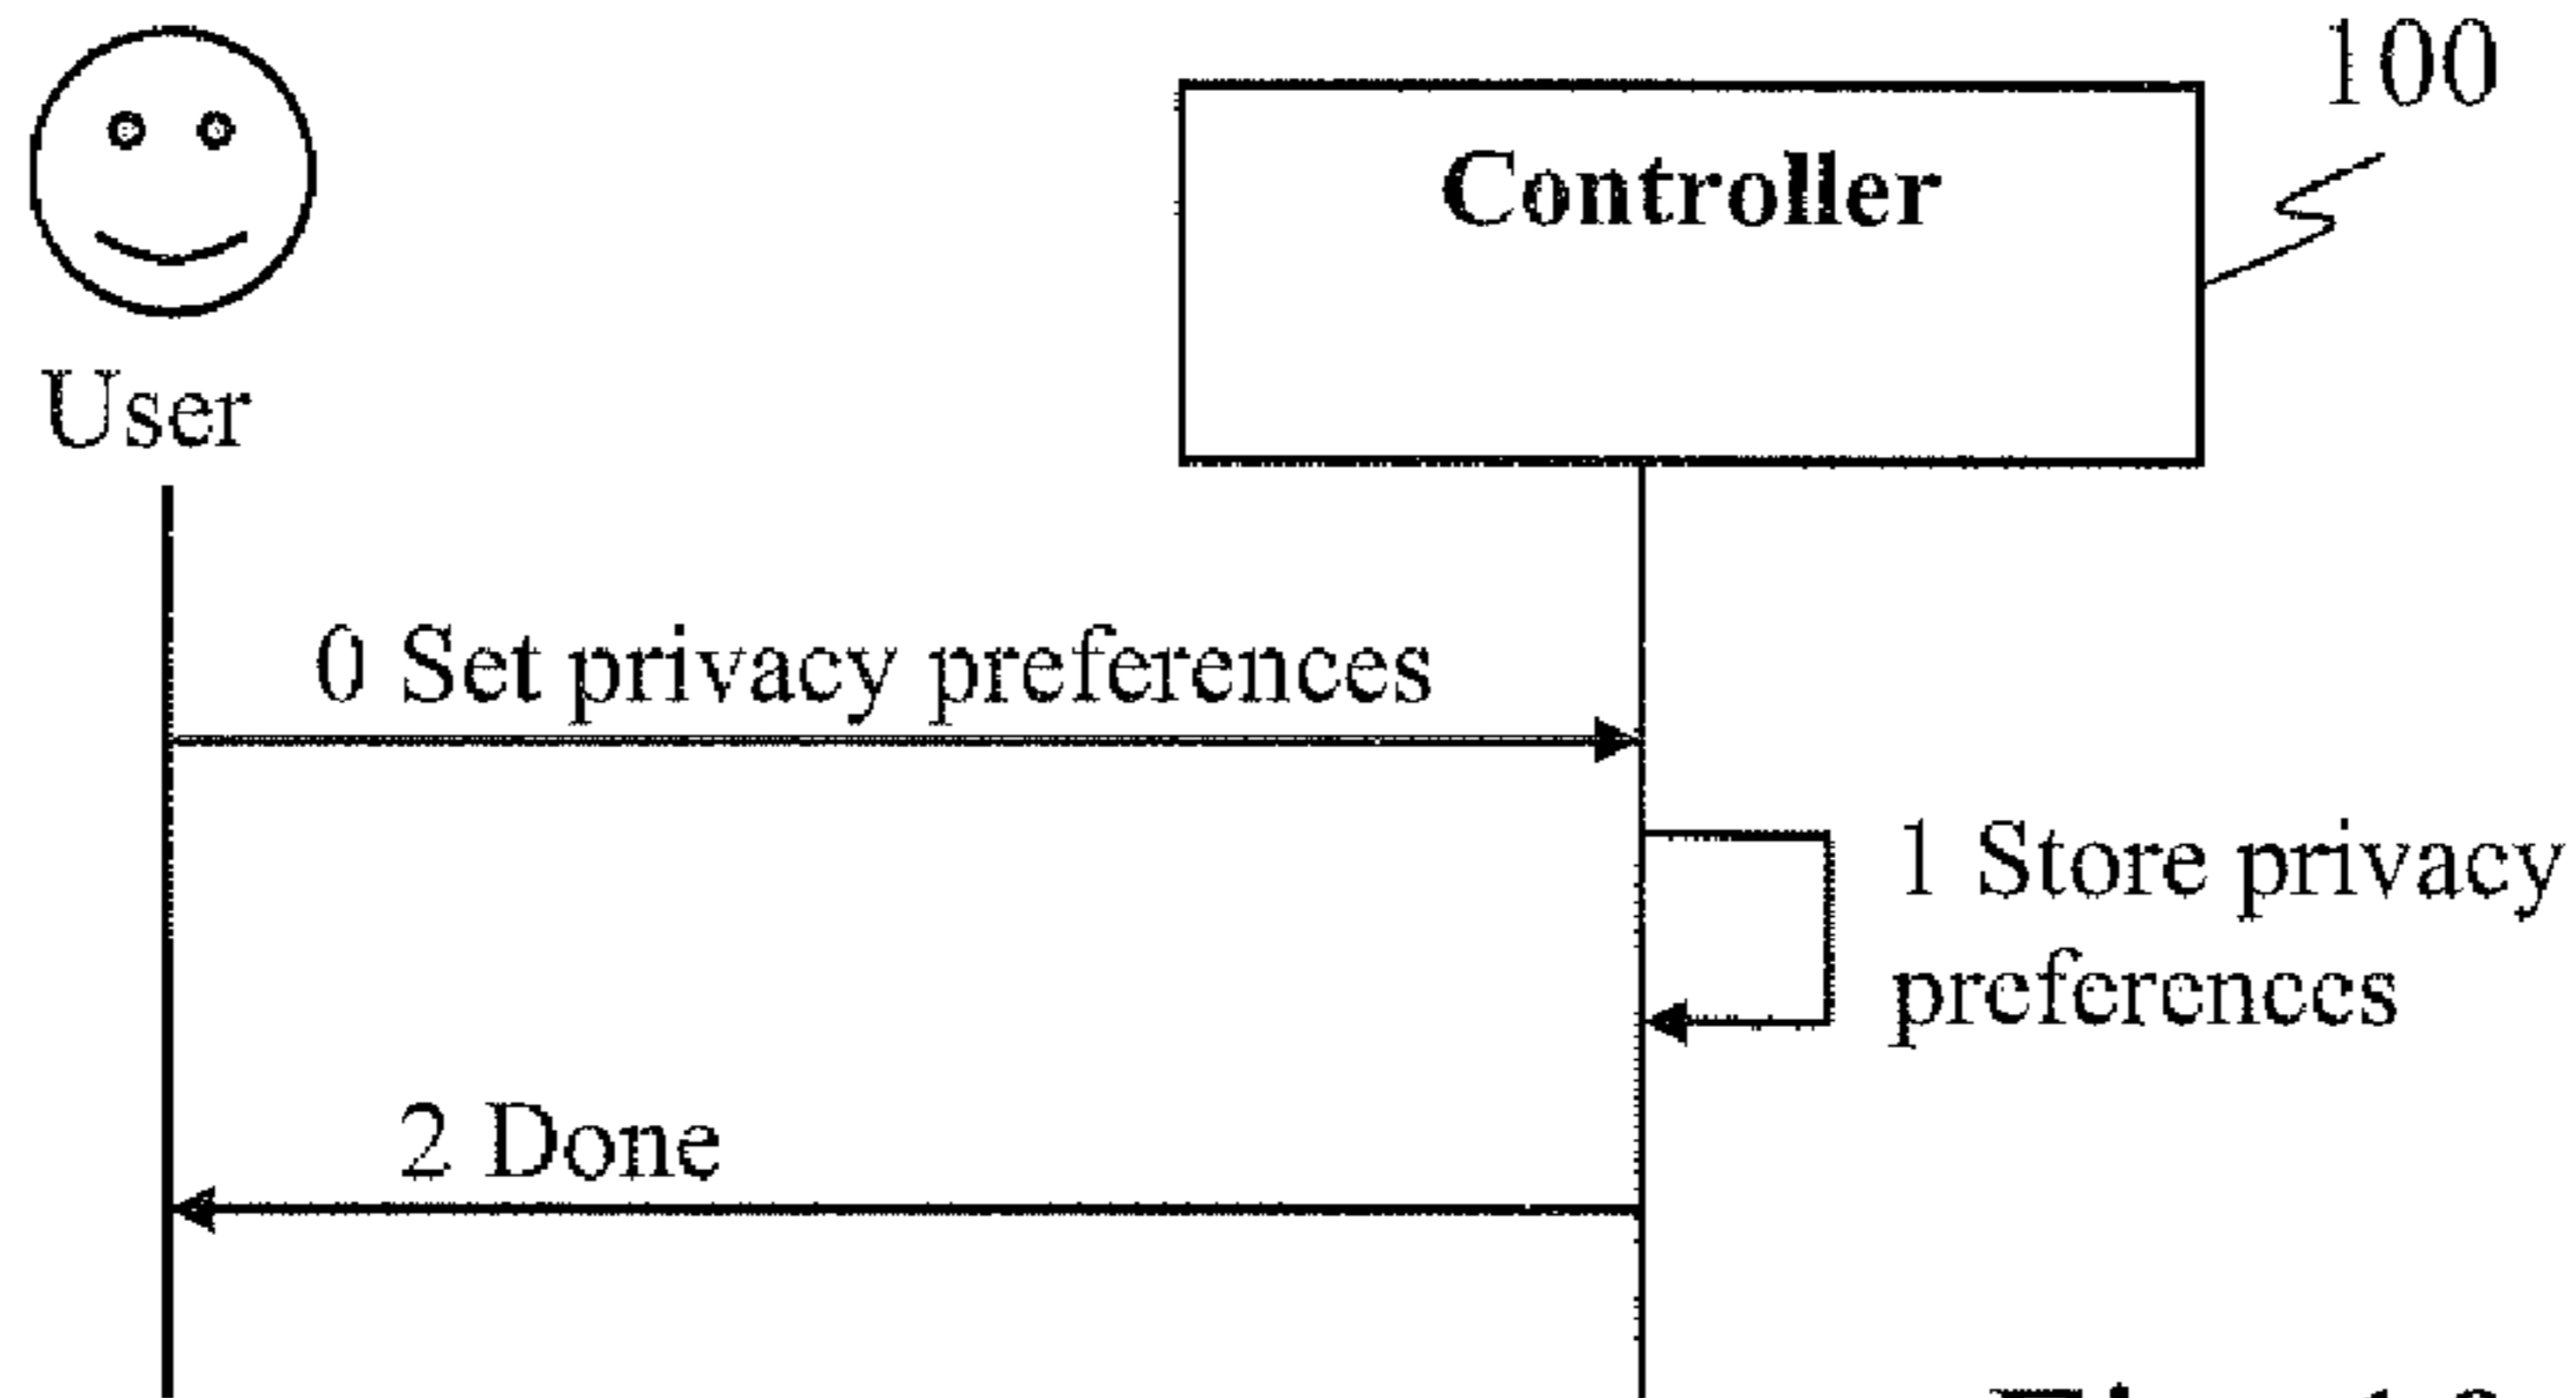 100
Controller
User
0 Set privacy preferences
1 Store privacy
preferences
2 Done